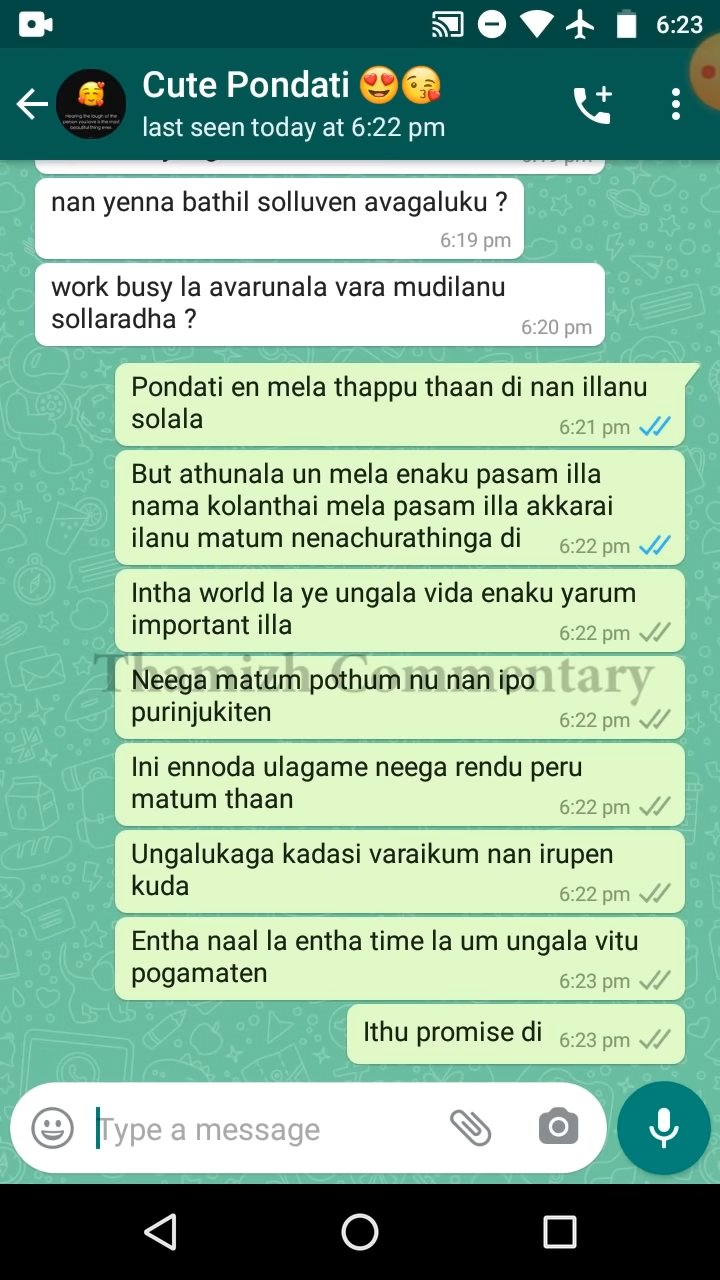 6:23
Cute Pondati 😍😘
last seen today at 6:22 pm
nan yenna bathil solluven avagaluku ?
6:19 pm
work busy la avarunala vara mudilanu
sollaradha ?
6:20 pm
Pondati en mela thappu thaan di nan illanu
solala
6:21 pm
But athunala un mela enaku pasam illa
nama kolanthai mela pasam illa akkarai
ilanu matum nenachurathinga di
6:22 pm
Intha world la ye ungala vida enaku yarum
important illa
6:22 pm
Thamizh Commentary
Neega matum pothum nu nan ipo
purinjukiten
6:22 pm
Ini ennoda ulagame neega rendu peru
matum thaan
6:22 pm
Ungalukaga kadasi varaikum nan irupen
kuda
6:22 pm
Entha naal la entha time la um ungala vitu
pogamaten
6:23 pm
Ithu promise di
6:23 pm
Type a message